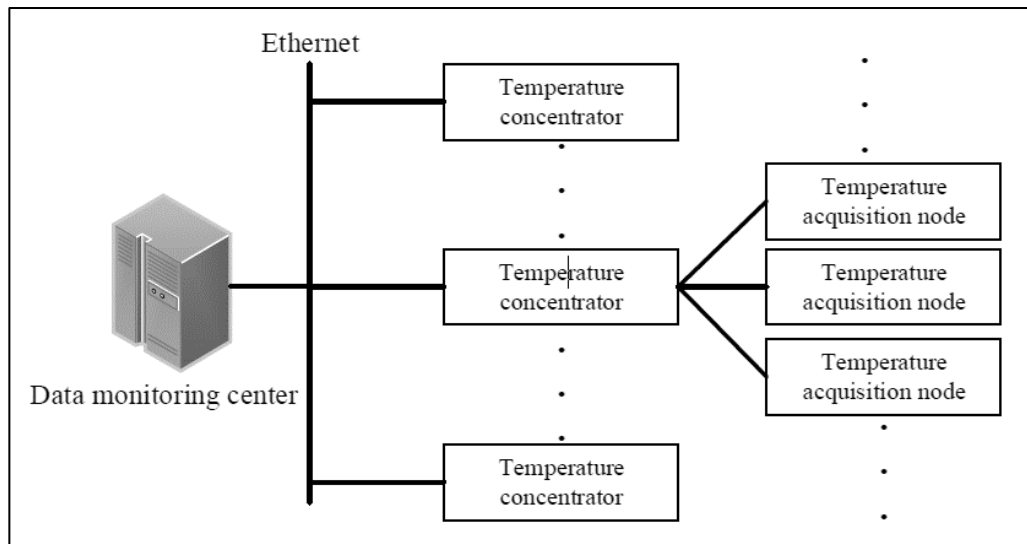 Ethernet
Temperature
concentrator
Temperature
acquisition node
Temperature
concentrator
Temperature
acquisition node
Data monitoring center
Temperature
acquisition node
Temperature
concentrator